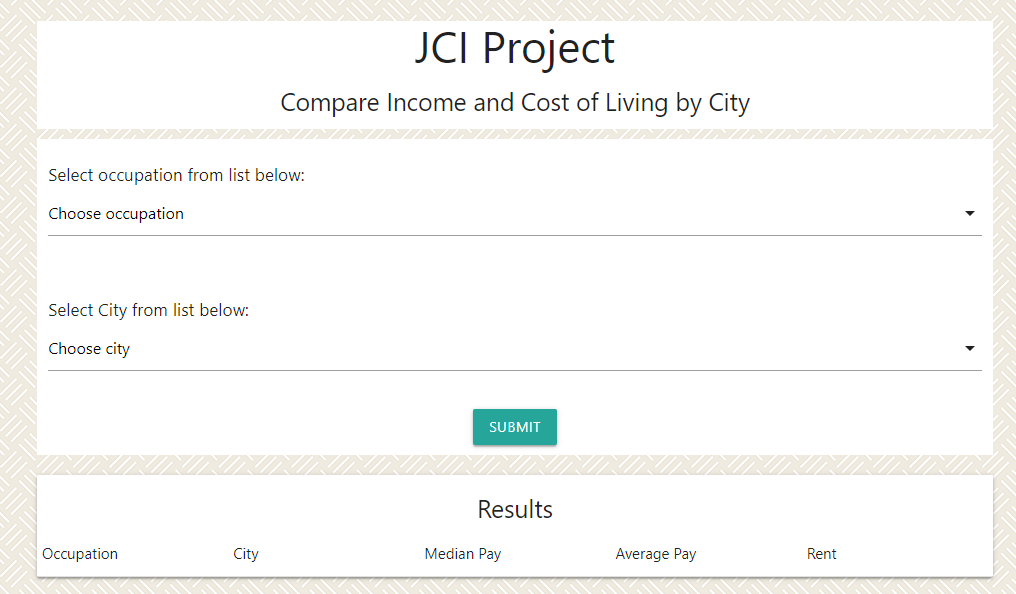 JCI Project
Compare Income and Cost of Living by City
Select occupation from list below:
Choose occupation
Select City from list below:
Choose city
SUBMIT
Results
Occupation City Median Pay Average Pay Rent